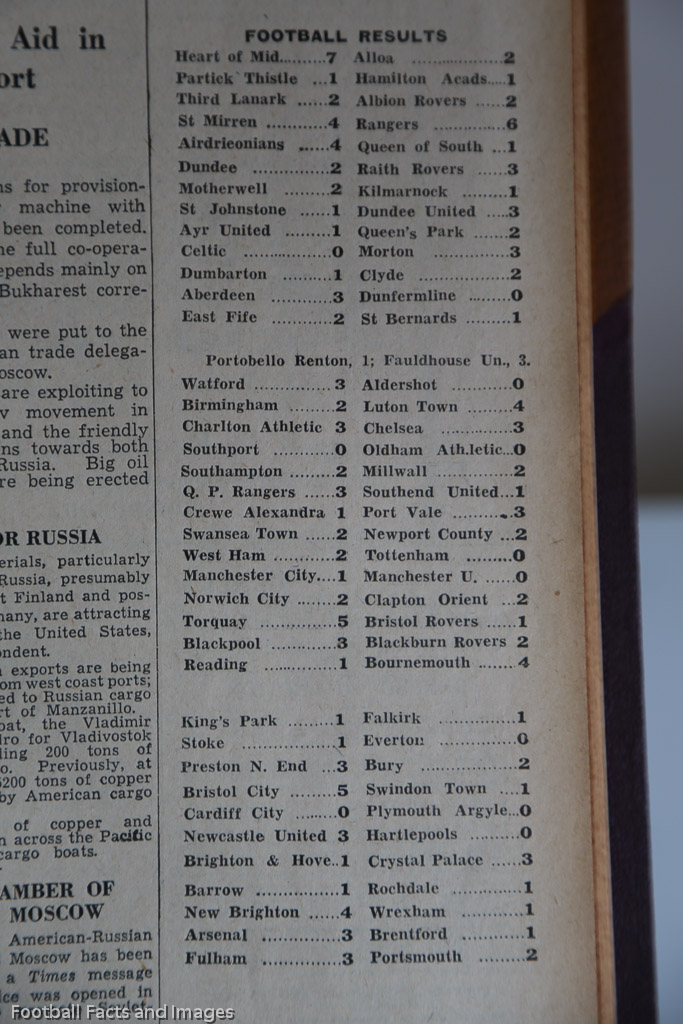 Aid in
ort
ADE
ns for provision-
machine with
been completed.
he full co-opera-
epends mainly on
Bukharest corre-
were put to the
an trade delega-
oscow.
are exploiting to
movement in
and the friendly
ns towards both
Russia. Big oil
re being erected
OR RUSSIA
erials, particularly
Russia, presumably
t Finland and pos-
many, are attracting
the United States,
ondent.
exports are being
om west coast ports;
ed to Russian cargo
rt of Manzanillo.
oat, the Vladimir
dro for Vladivostok
ling 200 tons of
o. Previously, at
5200 tons of copper
by American cargo
of copper and
n across the Pacific
cargo boats.
AMBER OF
MOSCOW
American-Russian
Moscow has been
a Times message
ice was opened in
FOOTBALL RESULTS
Heart of Mid.........7 Alloa ................2
Partick Thistle ...1 Hamilton Acads....1
Third Lanark ......2 Albion Rovers ......2
St Mirren ............4 Rangers ..............6
Airdrieonians ......4 Queen of South ...1
Dundee ...............2 Raith Rovers ......3
Motherwell .........2 Kilmarnock .........1
St Johnstone ......1 Dundee United ....3
Ayr United .........1 Queen's Park ......2
Celtic ................0 Morton ...............3
Dumbarton .........1 Clyde ................2
Aberdeen ............3 Dunfermline .........0
East Fife ............2 St Bernards .........1
Portobello Renton, 1; Fauldhouse Un., 3.
Watford .............3 Aldershot ............0
Birmingham .........2 Luton Town .........4
Charlton Athletic 3 Chelsea ...............3
Southport ............0 Oldham Ath.letic...0
Southampton .......2 Millwall ...............2
Q. P. Rangers ......3 Southend United...1
Crewe Alexandra 1 Port Vale ............3
Swansea Town ......2 Newport County ...2
West Ham ............2 Tottenham ............0
Manchester City....1 Manchester U. ......0
Norwich City ........2 Clapton Orient ...2
Torquay ...............5 Bristol Rovers ......1
Blackpool ............3 Blackburn Rovers 2
Reading ...............1 Bournemouth .......4
King's Park .........1 Falkirk ...............1
Stoke ..................1 Everton ...............0
Preston N. End ...3 Bury ..................2
Bristol City .........5 Swindon Town ....1
Cardiff City .........0 Plymouth Argyle...0
Newcastle United 3 Hartlepools .........0
Brighton & Hove..1 Crystal Palace ......3
Barrow ...............1 Rochdale ............1
New Brighton ......4 Wrexham ............1
Arsenal ...............3 Brentford ............1
Fulham ...............3 Portsmouth .........2
Football Facts and Images